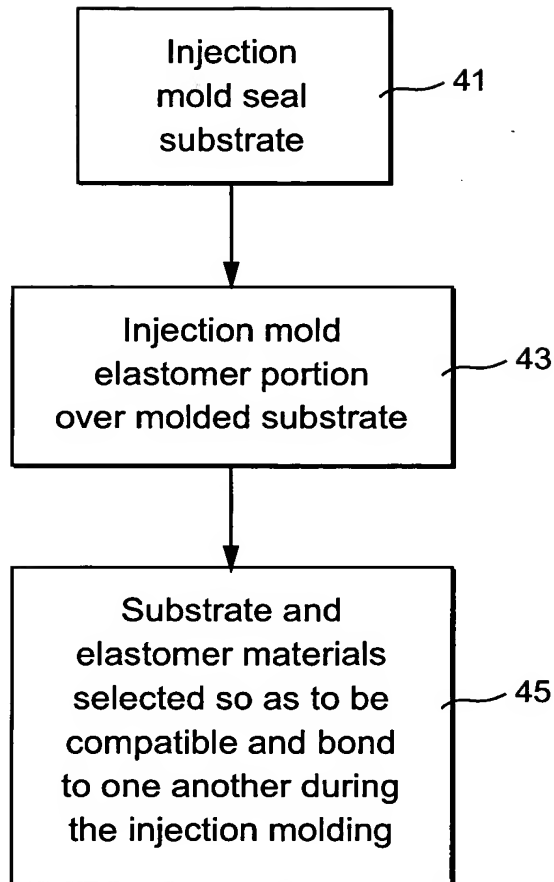 Injection
mold seal
substrate
41
Injection mold
elastomer portion
over molded substrate
43
Substrate and
elastomer materials
selected so as to be
compatible and bond
to one another during
the injection molding
45